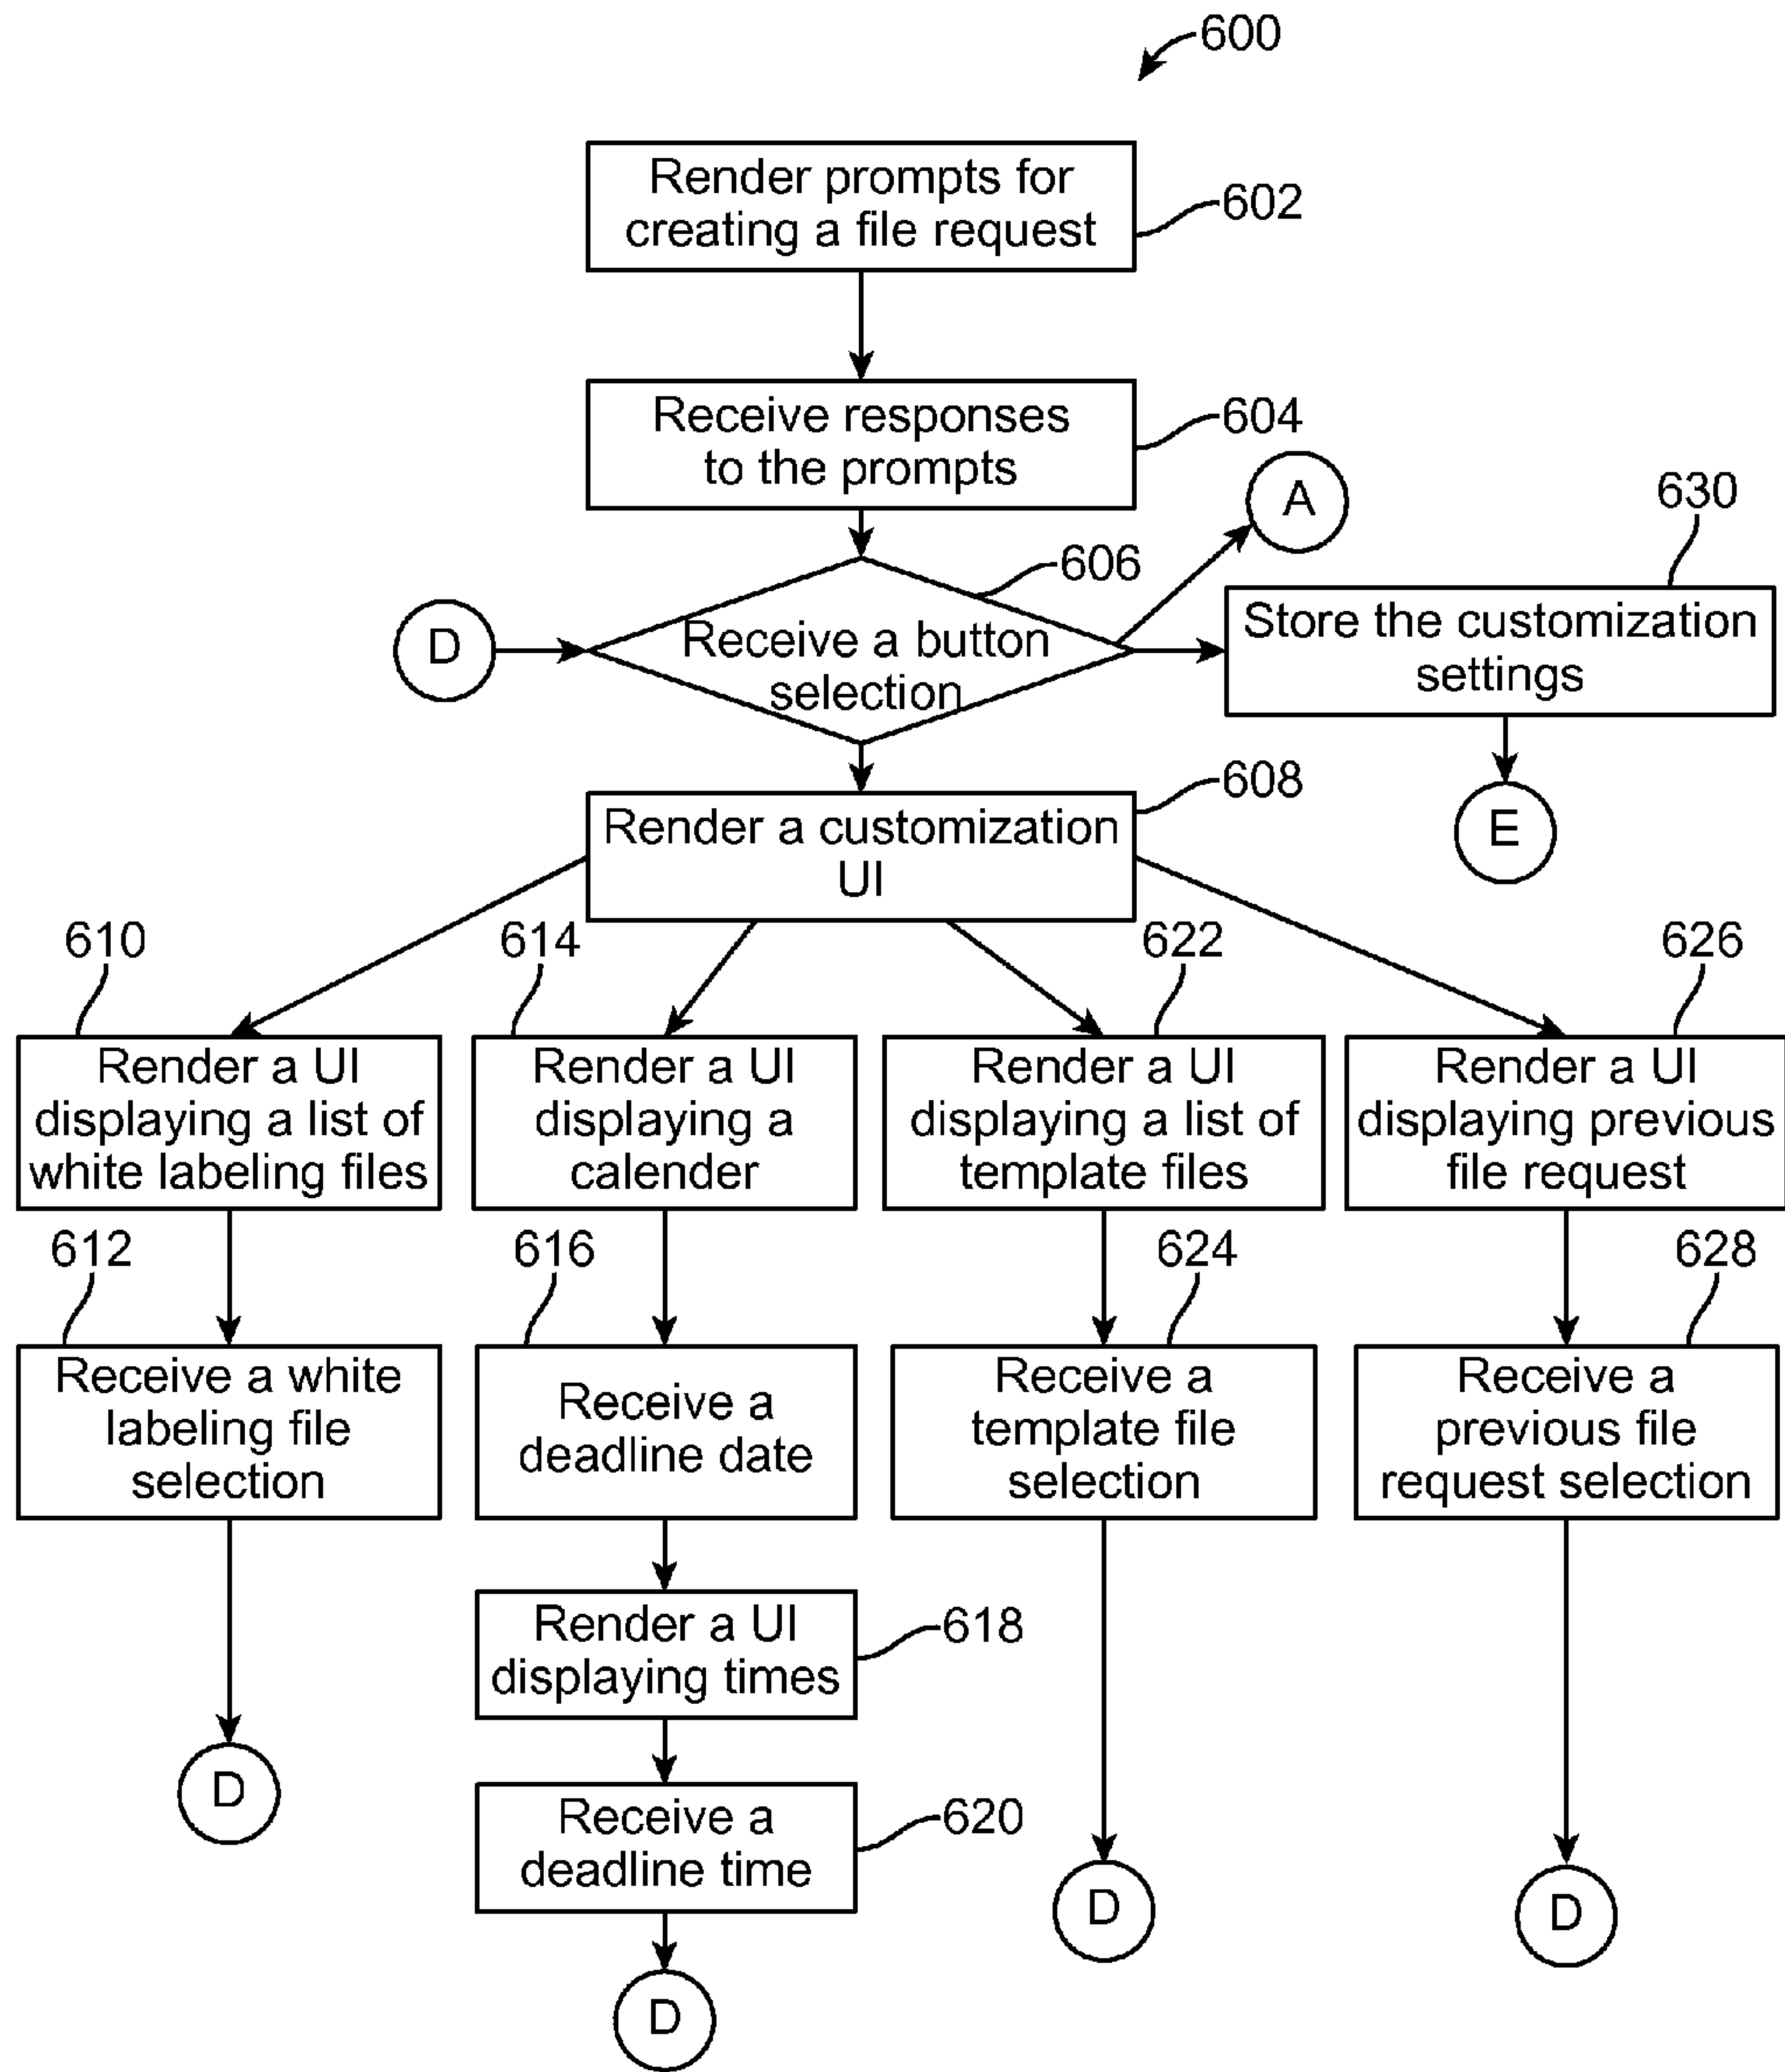 600
Render prompts for
creating a file request
602
Receive responses
to the prompts
604
A
630
606
D
Receive a button
selection
Store the customization
settings
608
Render a customization
UI
E
610
614
622
626
Render a UI
displaying a list of
white labeling files
Render a UI
displaying a
calender
Render a UI
displaying a list of
template files
Render a UI
displaying previous
file request
612
616
624
628
Receive a white
labeling file
selection
Receive a
deadline date
Receive a
template file
selection
Receive a
previous file
request selection
Render a UI
displaying times
618
D
Receive a
deadline time
620
D
D
D